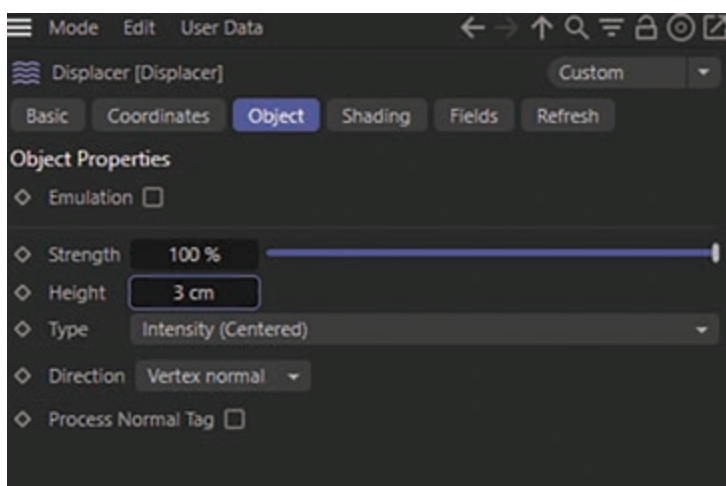 Mode Edit User Data
Displacer [Displacer] Custom
Basic Coordinates Object Shading Fields Refresh
Object Properties
Emulation
Strength 100 %
Height 3 cm
Type Intensity (Centered)
Direction Vertex normal
Process Normal Tag